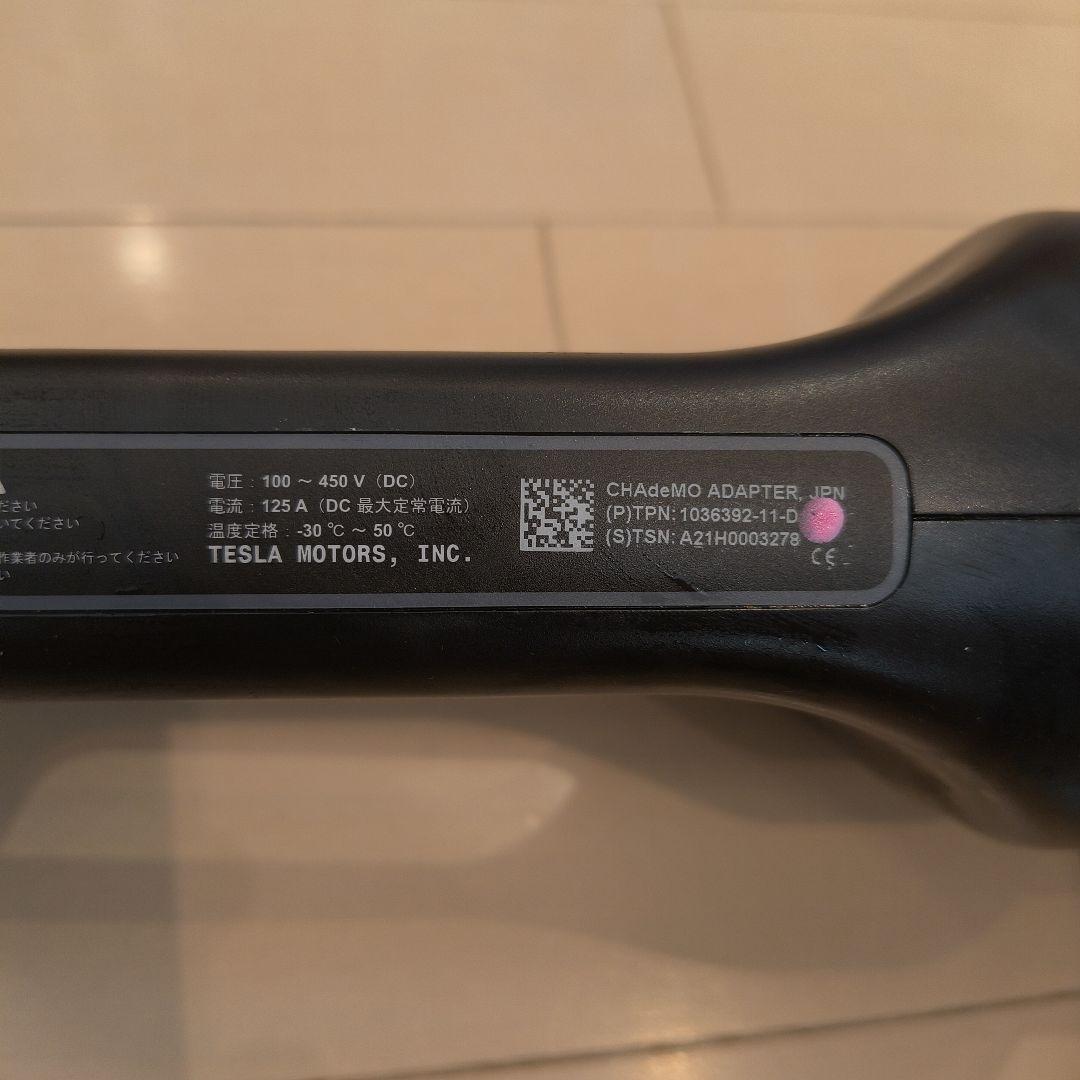 ださい
いてください
作業者のみが行ってください
い
電圧 : 100 ～ 450 V（DC）
電流 : 125 A（DC 最大定常電流）
温度定格 : -30 ℃ ～ 50 ℃
TESLA MOTORS, INC.
CHAdeMO ADAPTER, JPN
(P)TPN: 1036392-11-D
(S)TSN: A21H0003278
CE